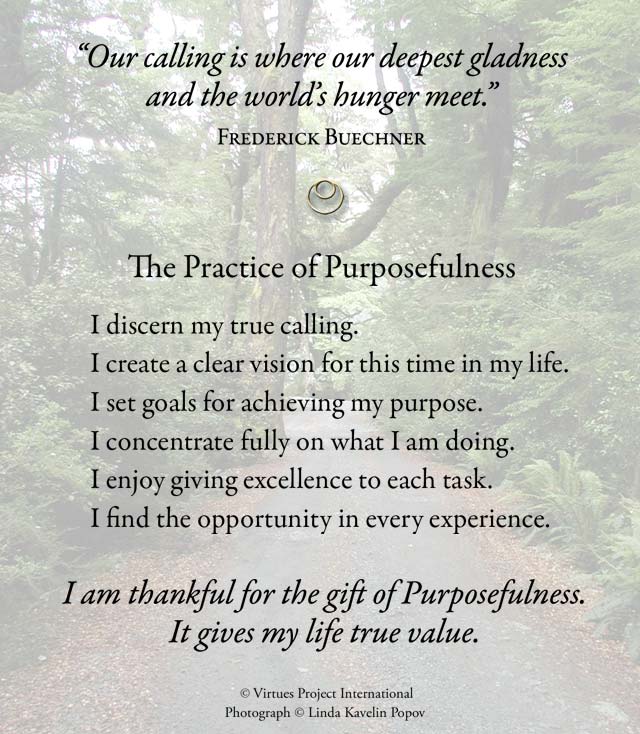 “Our calling is where our deepest gladness
and the world’s hunger meet.”
Frederick Buechner
The Practice of Purposefulness
I discern my true calling.
I create a clear vision for this time in my life.
I set goals for achieving my purpose.
I concentrate fully on what I am doing.
I enjoy giving excellence to each task.
I find the opportunity in every experience.
I am thankful for the gift of Purposefulness.
It gives my life true value.
© Virtues Project International
Photograph © Linda Kavelin Popov